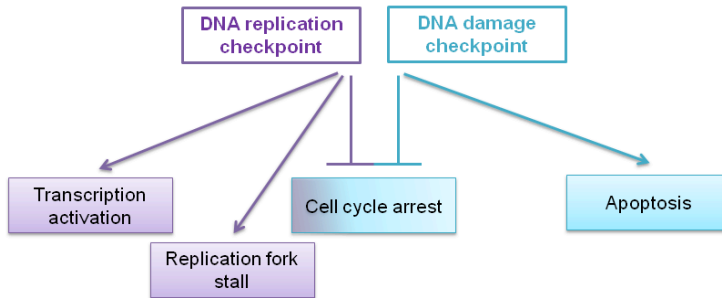 DNA replication
checkpoint
DNA damage
checkpoint
Transcription
activation
Replication fork
stall
Cell cycle arrest
Apoptosis